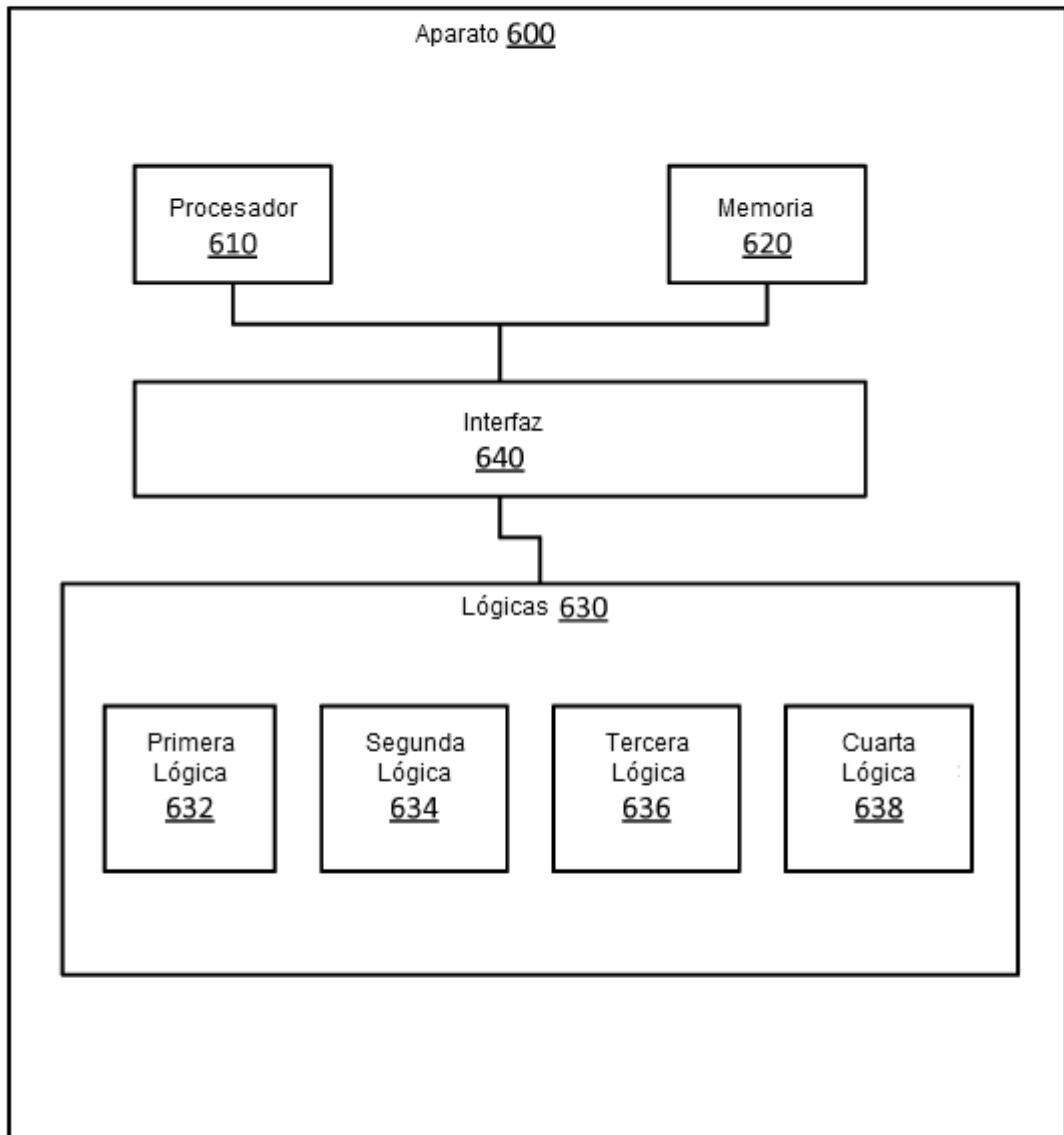 Aparato 600
Procesador
610
Memoria
620
Interfaz
640
Lógicas 630
Primera
Lógica
632
Segunda
Lógica
634
Tercera
Lógica
636
Cuarta
Lógica
638